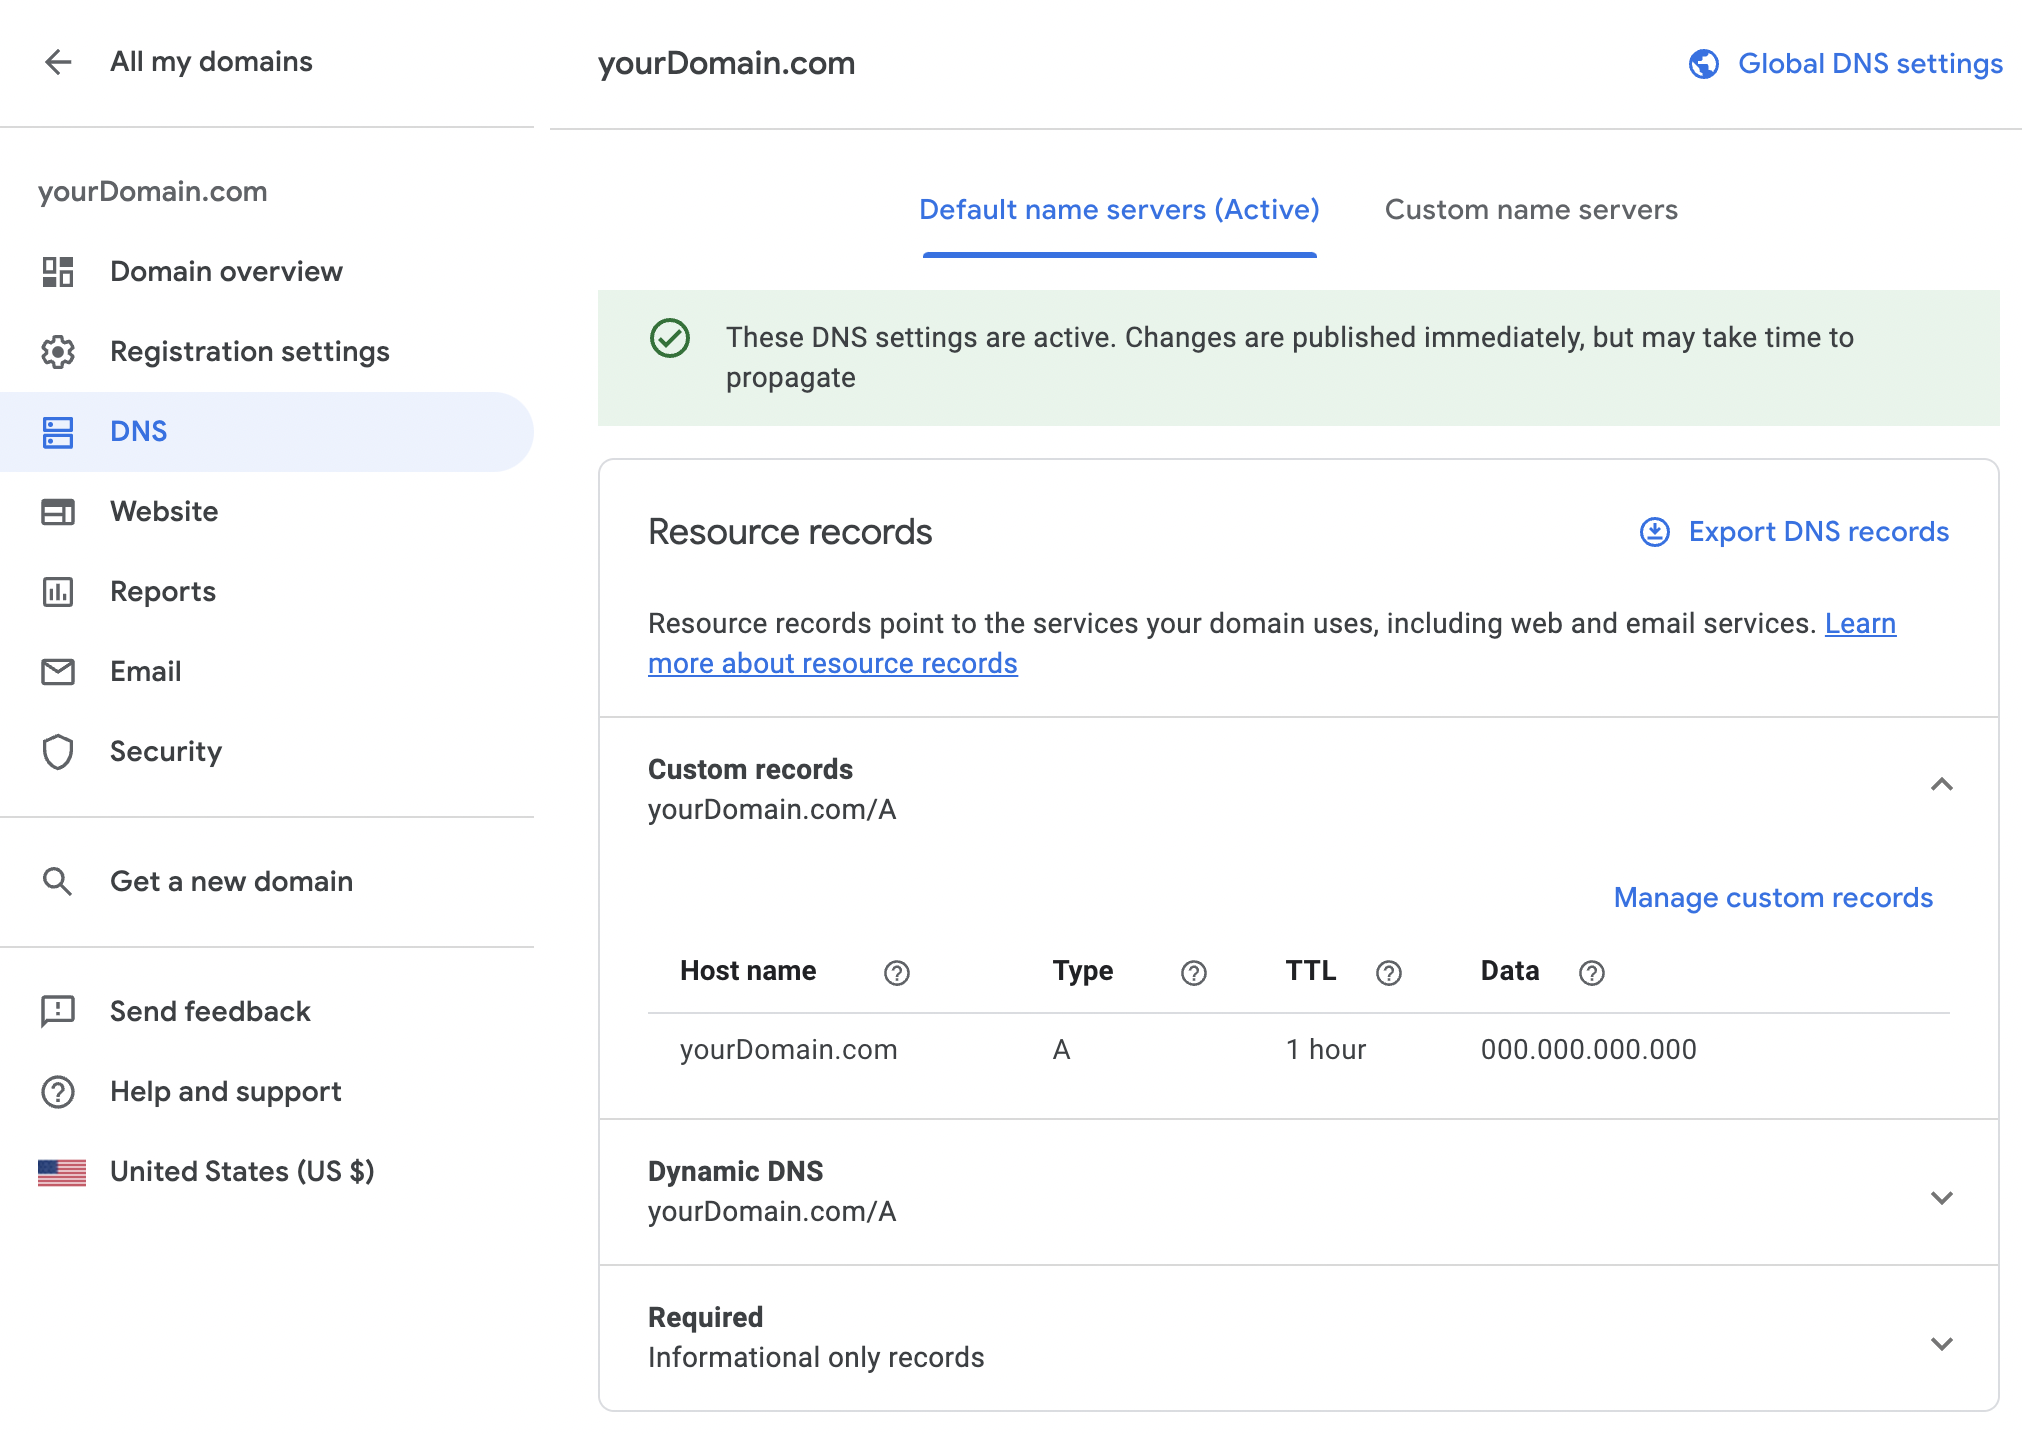 All my domains
yourDomain.com
Domain overview
Registration settings
DNS
Website
Reports
Email
Security
Get a new domain
Send feedback
Help and support
United States (US $)
yourDomain.com
Global DNS settings
Default name servers (Active)
Custom name servers
These DNS settings are active. Changes are published immediately, but may take time to
propagate
Resource records
Export DNS records
Resource records point to the services your domain uses, including web and email services. Learn
more about resource records
Custom records
yourDomain.com/A
Manage custom records
Host name Type TTL Data
yourDomain.com A 1 hour 000.000.000.000
Dynamic DNS
yourDomain.com/A
Required
Informational only records